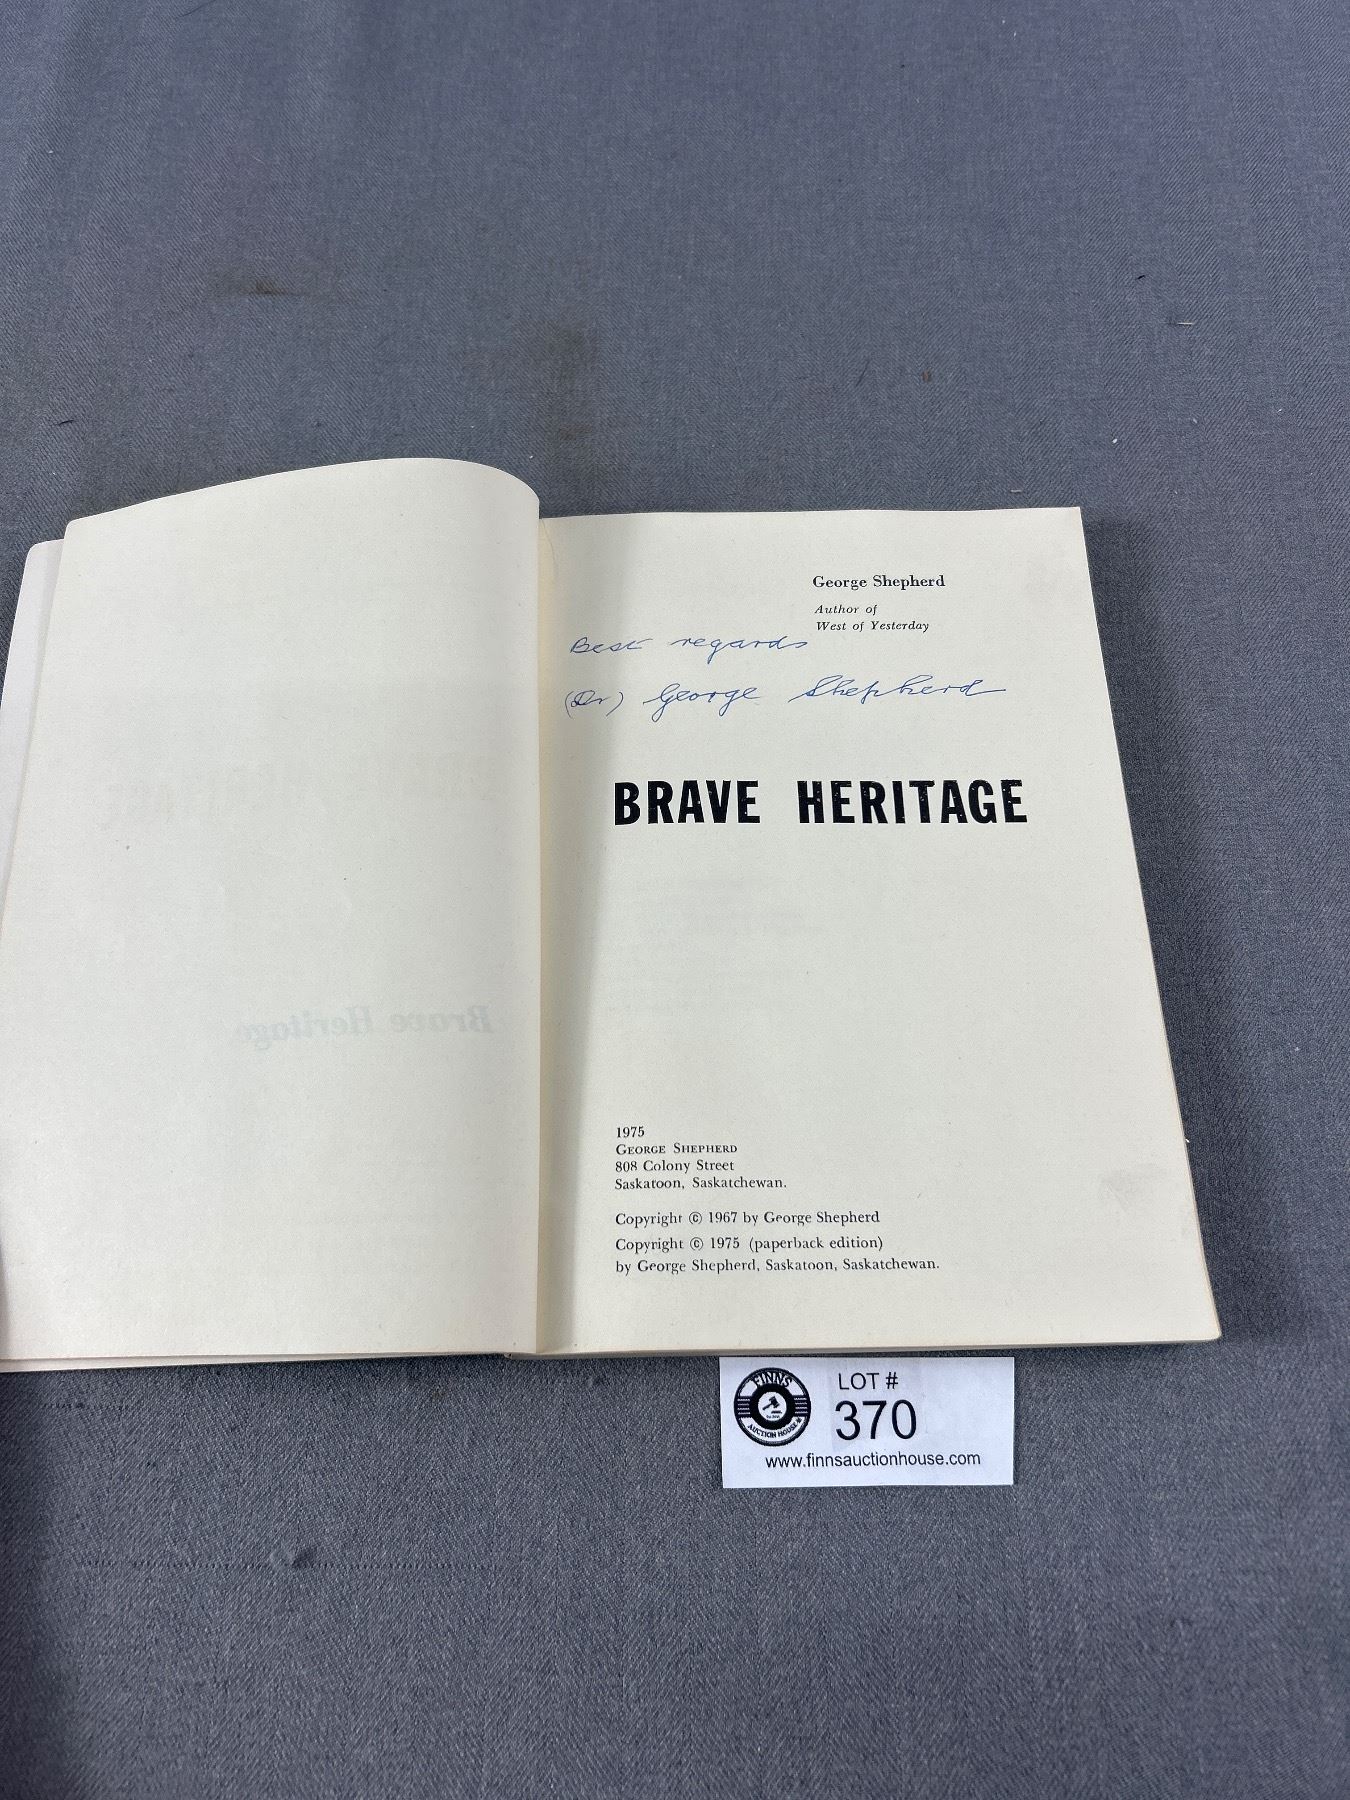 George Shepherd
Author of
West of Yesterday
Best regards
(Dr) George Shepherd
BRAVE HERITAGE
Brave Heritage
1975
GEORGE SHEPHERD
808 Colony Street
Saskatoon, Saskatchewan.
Copyright © 1967 by George Shepherd
Copyright © 1975 (paperback edition)
by George Shepherd, Saskatoon, Saskatchewan.
FINNS
AUCTION HOUSE
LOT #
370
www.finnsauctionhouse.com